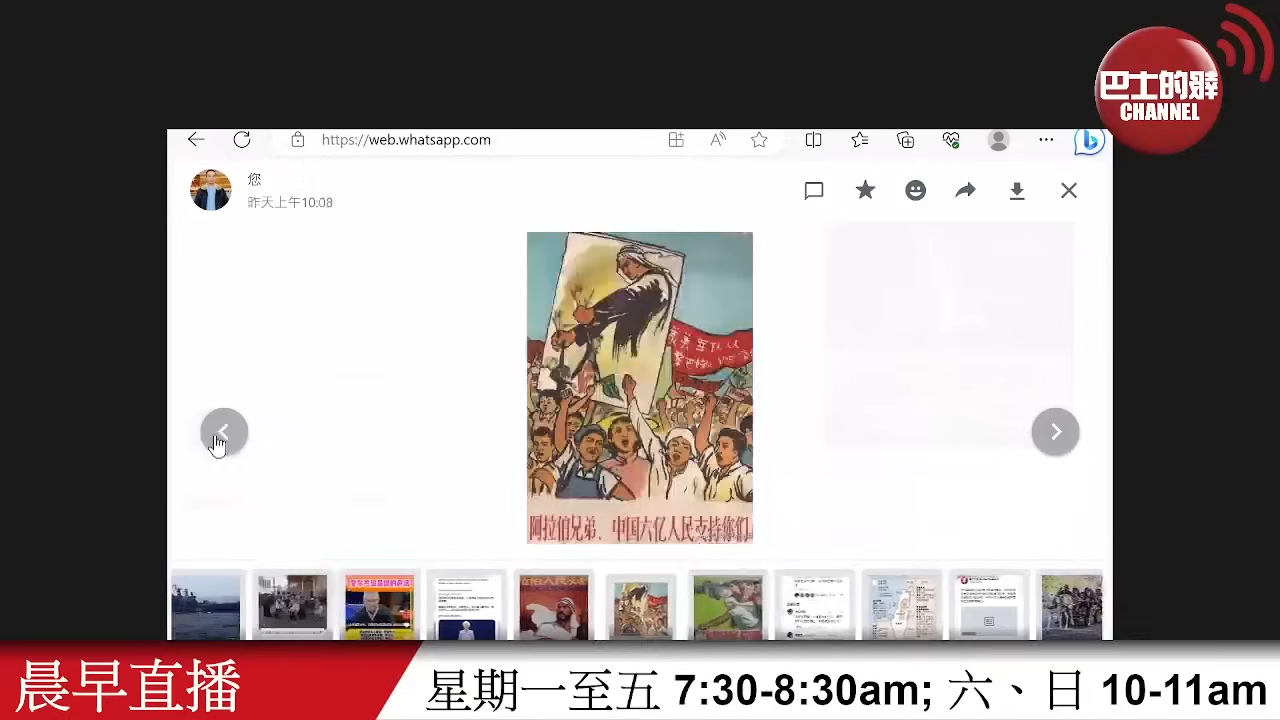 巴士的報
CHANNEL
https://web.whatsapp.com
您
昨天上午10:08
阿拉伯兄弟、中国六亿人民支持你们
晨早直播
星期一至五 7:30-8:30am; 六、日 10-11am